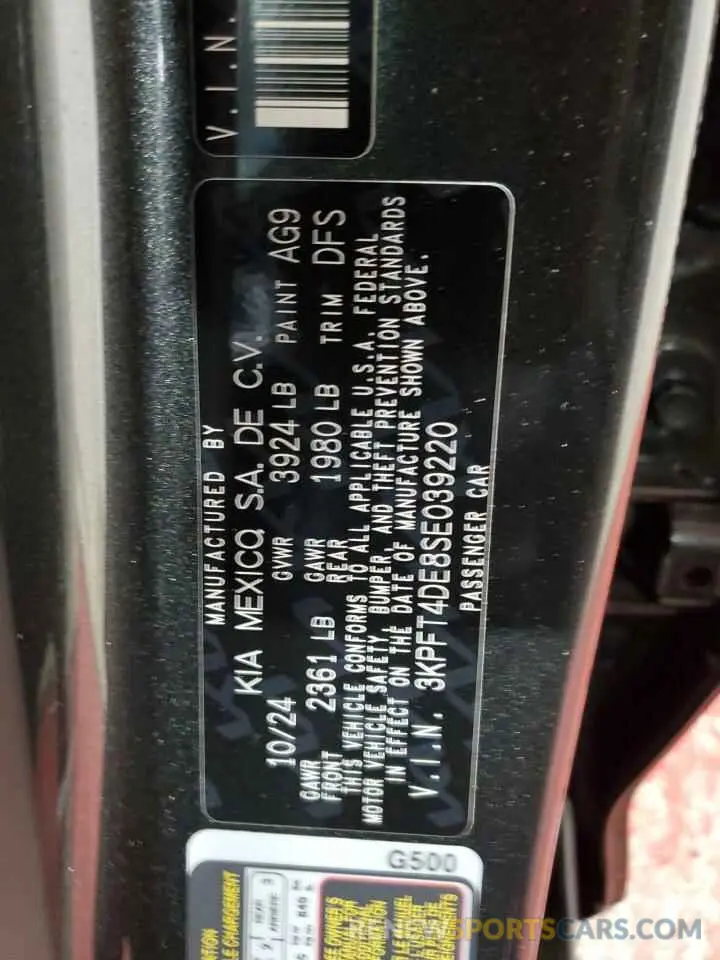 V.I.N.
MANUFACTURED BY
KIA MEXICO S.A. DE C.V.
10/24 GVWR 3924 LB PAINT AG9
GAWR FRONT 2361 LB GAWR REAR 1980 LB TRIM DFS
THIS VEHICLE CONFORMS TO ALL APPLICABLE U.S.A. FEDERAL
MOTOR VEHICLE SAFETY, BUMPER, AND THEFT PREVENTION STANDARDS
IN EFFECT ON THE DATE OF MANUFACTURE SHOWN ABOVE.
V.I.N. 3KPFT4DE8SE039220
PASSENGER CAR
G500
LE CHARGEMENT
RENEWSPORTSCARS.COM